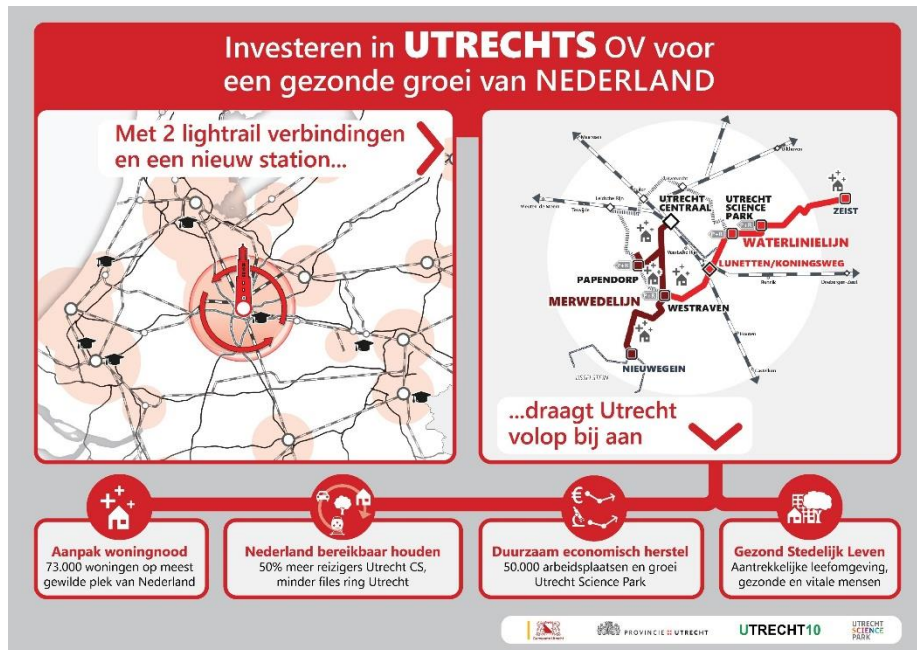 Investeren in UTRECHTS OV voor
een gezonde groei van NEDERLAND
Met 2 lightrail verbindingen
en een nieuw station...
UTRECHT
CENTRAAL
UTRECHT
SCIENCE
PARK
ZEIST
WATERLINIELIJN
LUNETTEN/KONINGSWEG
PAPENDORP
MERWEDELIJN
WESTRAVEN
NIEUWEGEIN
IJSSELSTEIN
...draagt Utrecht
volop bij aan
Aanpak woningnood
73.000 woningen op meest
gewilde plek van Nederland
Nederland bereikbaar houden
50% meer reizigers Utrecht CS,
minder files ring Utrecht
Duurzaam economisch herstel
50.000 arbeidsplaatsen en groei
Utrecht Science Park
Gezond Stedelijk Leven
Aantrekkelijke leefomgeving,
gezonde en vitale mensen
PROVINCIE UTRECHT
UTRECHT10
UTRECHT
SCIENCE
PARK